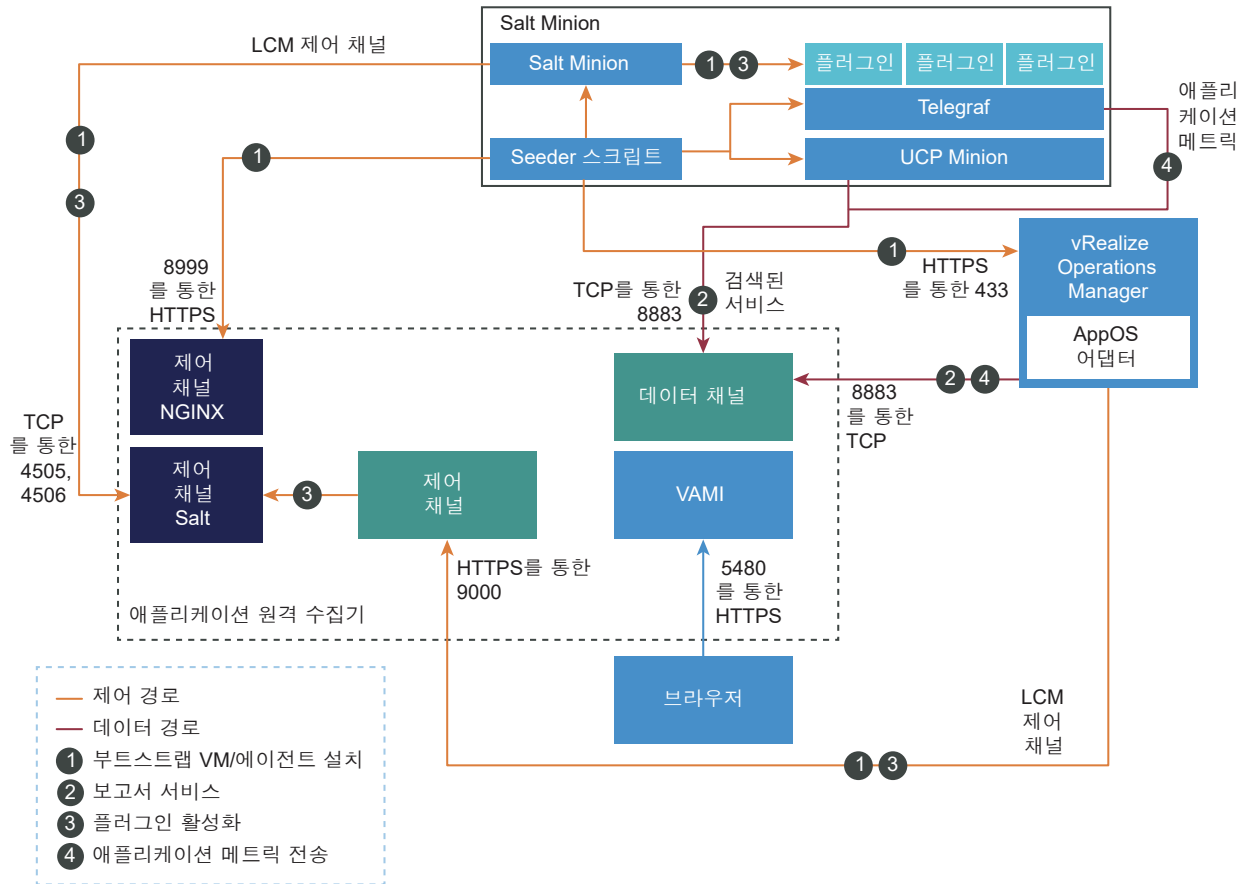 Salt Minion
LCM 제어 채널
Salt Minion
1
3
플러그인
플러그인
플러그인
Telegraf
애플리
케이션
메트릭
1
1
Seeder 스크립트
UCP Minion
4
3
1
vRealize
Operations
Manager
8999
를 통한
HTTPS
TCP를 통한
8883
2
검색된
서비스
HTTPS
를 통한 433
AppOS
어댑터
제어
채널
NGINX
데이터 채널
2
4
8883
를 통한
TCP
TCP
를 통한
4505,
4506
제어
채널
Salt
3
제어
채널
VAMI
HTTPS를 통한
9000
5480
를 통한
HTTPS
애플리케이션 원격 수집기
브라우저
LCM
제어
채널
1
3
제어 경로
데이터 경로
1 부트스트랩 VM/에이전트 설치
2 보고서 서비스
3 플러그인 활성화
4 애플리케이션 메트릭 전송